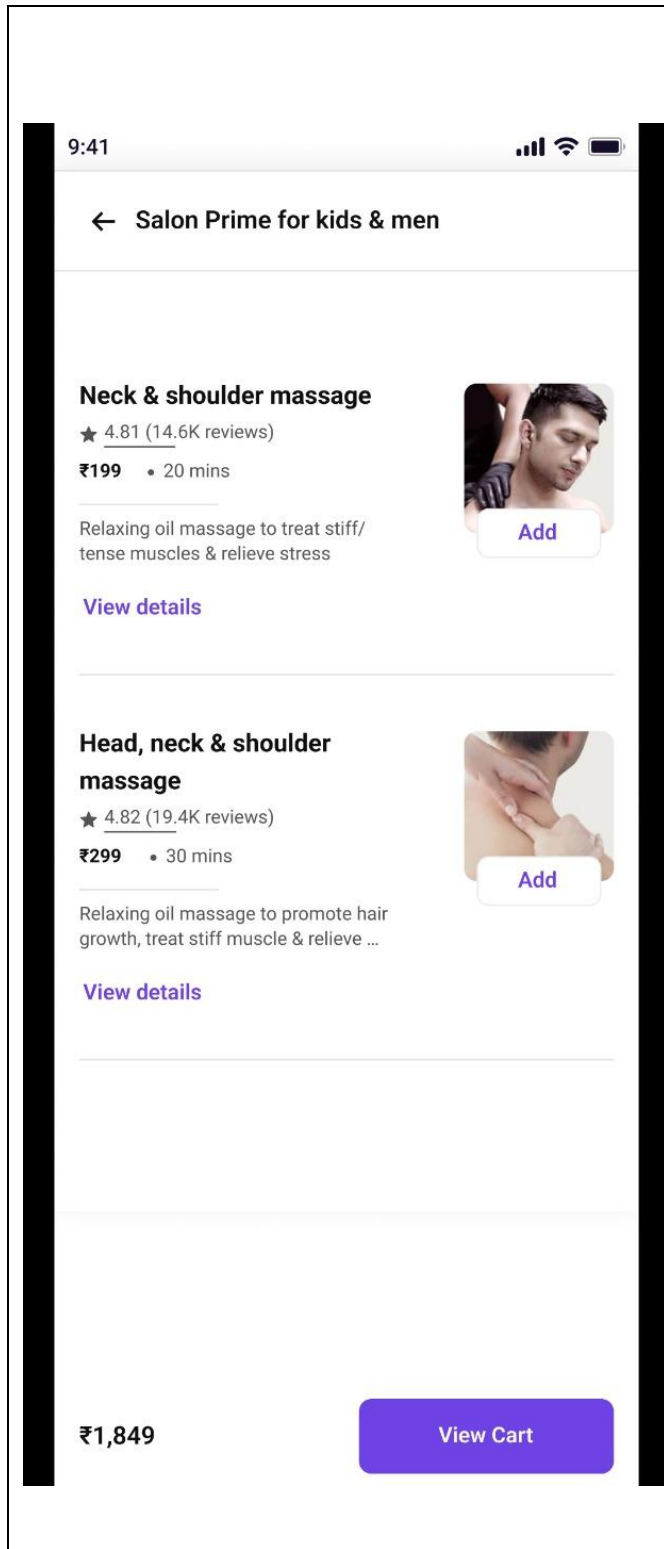 9:41
Salon Prime for kids & men
Neck & shoulder massage
4.81 (14.6K reviews)
₹199 • 20 mins
Relaxing oil massage to treat stiff/
tense muscles & relieve stress
Add
View details
Head, neck & shoulder
massage
4.82 (19.4K reviews)
₹299 • 30 mins
Add
Relaxing oil massage to promote hair
growth, treat stiff muscle & relieve ...
View details
₹1,849
View Cart